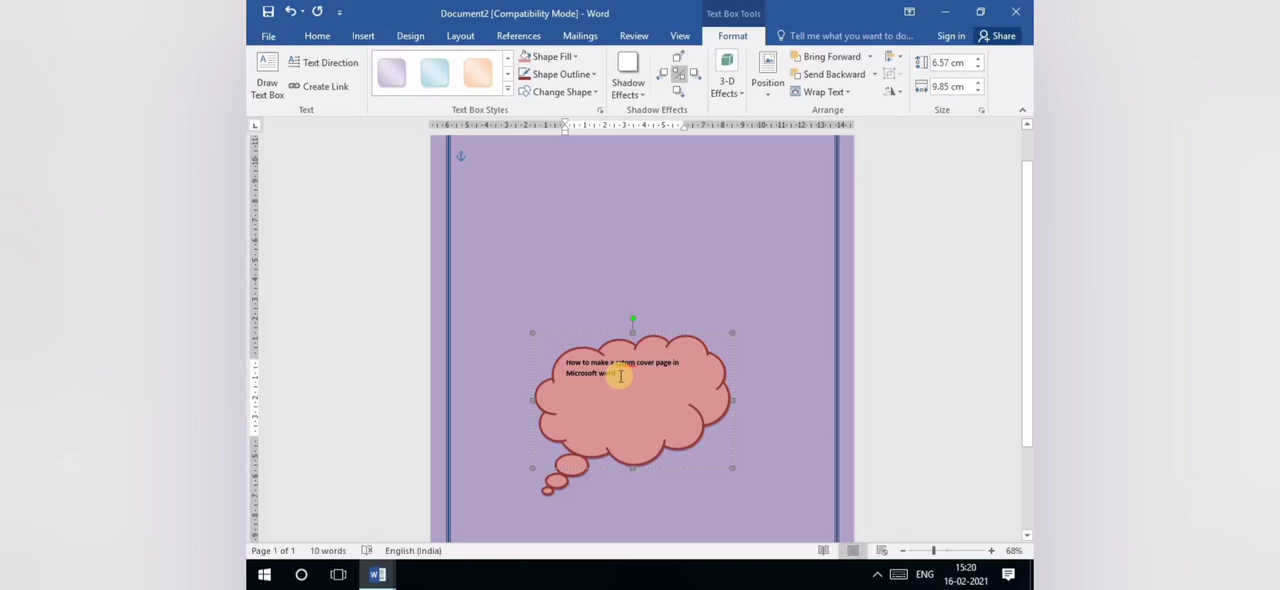 Document2 [Compatibility Mode] - Word
Text Box Tools
File Home Insert Design Layout References Mailings Review View Format Tell me what you want to do... Sign in Share
Draw Text Box
Text Direction
Create Link
Text
Text Box Styles
Shape Fill
Shape Outline
Change Shape
Shadow Effects
Shadow Effects
3-D Effects
Position
Bring Forward
Send Backward
Wrap Text
Arrange
6.57 cm
9.85 cm
Size
How to make a cover page in
Microsoft word
Page 1 of 1 10 words English (India) 68%
ENG
15:20
16-02-2021